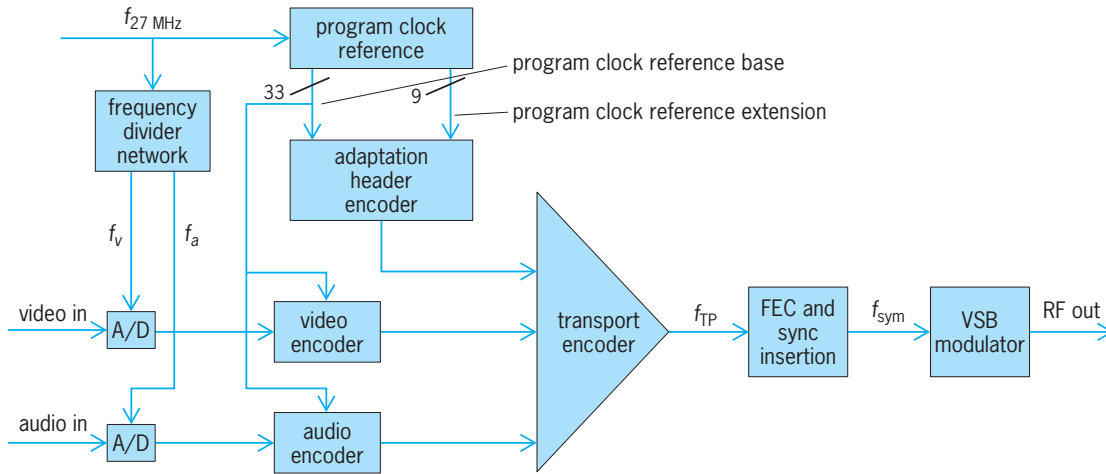 f27 MHz
program clock
reference
program clock reference base
33
9
program clock reference extension
frequency
divider
network
adaptation
header
encoder
fv
fa
video in
A/D
video
encoder
transport
encoder
fTP
FEC and
sync
insertion
fsym
VSB
modulator
RF out
audio in
A/D
audio
encoder